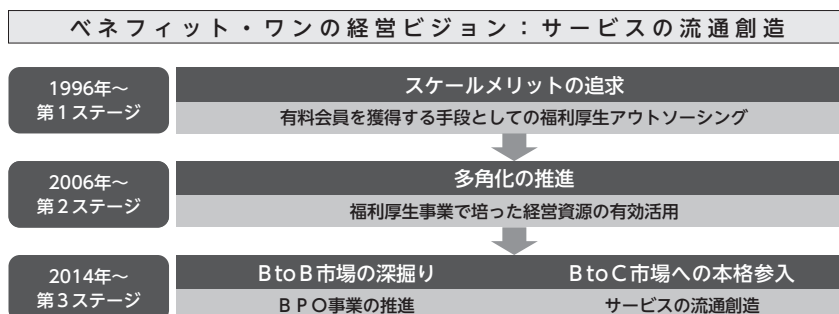 ベネフィット・ワンの経営ビジョン：サービスの流通創造
1996年～
第1ステージ
スケールメリットの追求
有料会員を獲得する手段としての福利厚生アウトソーシング
2006年～
第2ステージ
多角化の推進
福利厚生事業で培った経営資源の有効活用
2014年～
第3ステージ
BtoB市場の深掘り
BtoC市場への本格参入
BPO事業の推進
サービスの流通創造